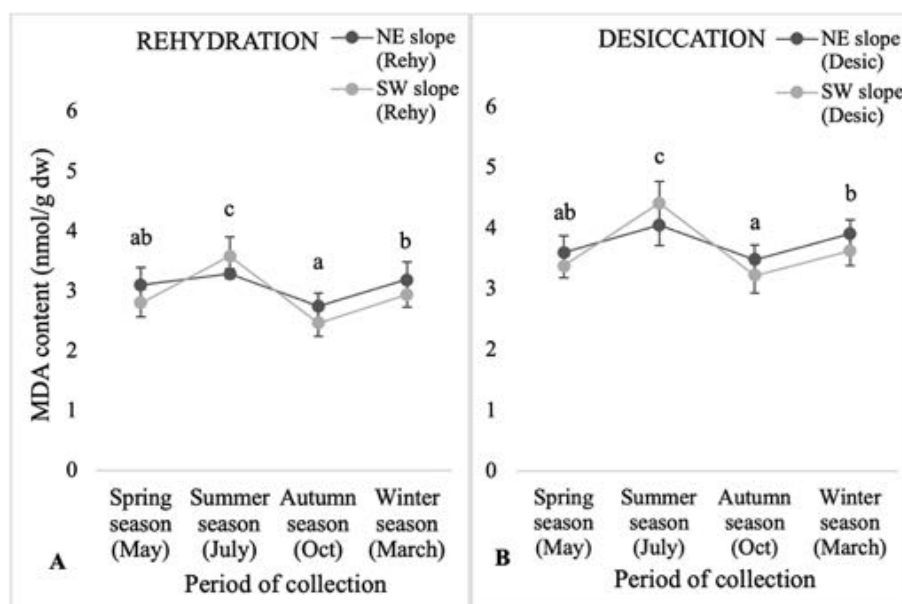 REHYDRATION
NE slope
(Rehy)
SW slope
(Rehy)
MDA content (nmol/g dw)
6
5
4
3
2
1
0
ab
c
a
b
Spring
season
(May)
Summer
season
(July)
Autumn
season
(Oct)
Winter
season
(March)
A
Period of collection
DESICCATION
NE slope
(Desic)
SW slope
(Desic)
6
5
4
3
2
1
0
ab
c
a
b
Spring
season
(May)
Summer
season
(July)
Autumn
season
(Oct)
Winter
season
(March)
B
Period of collection